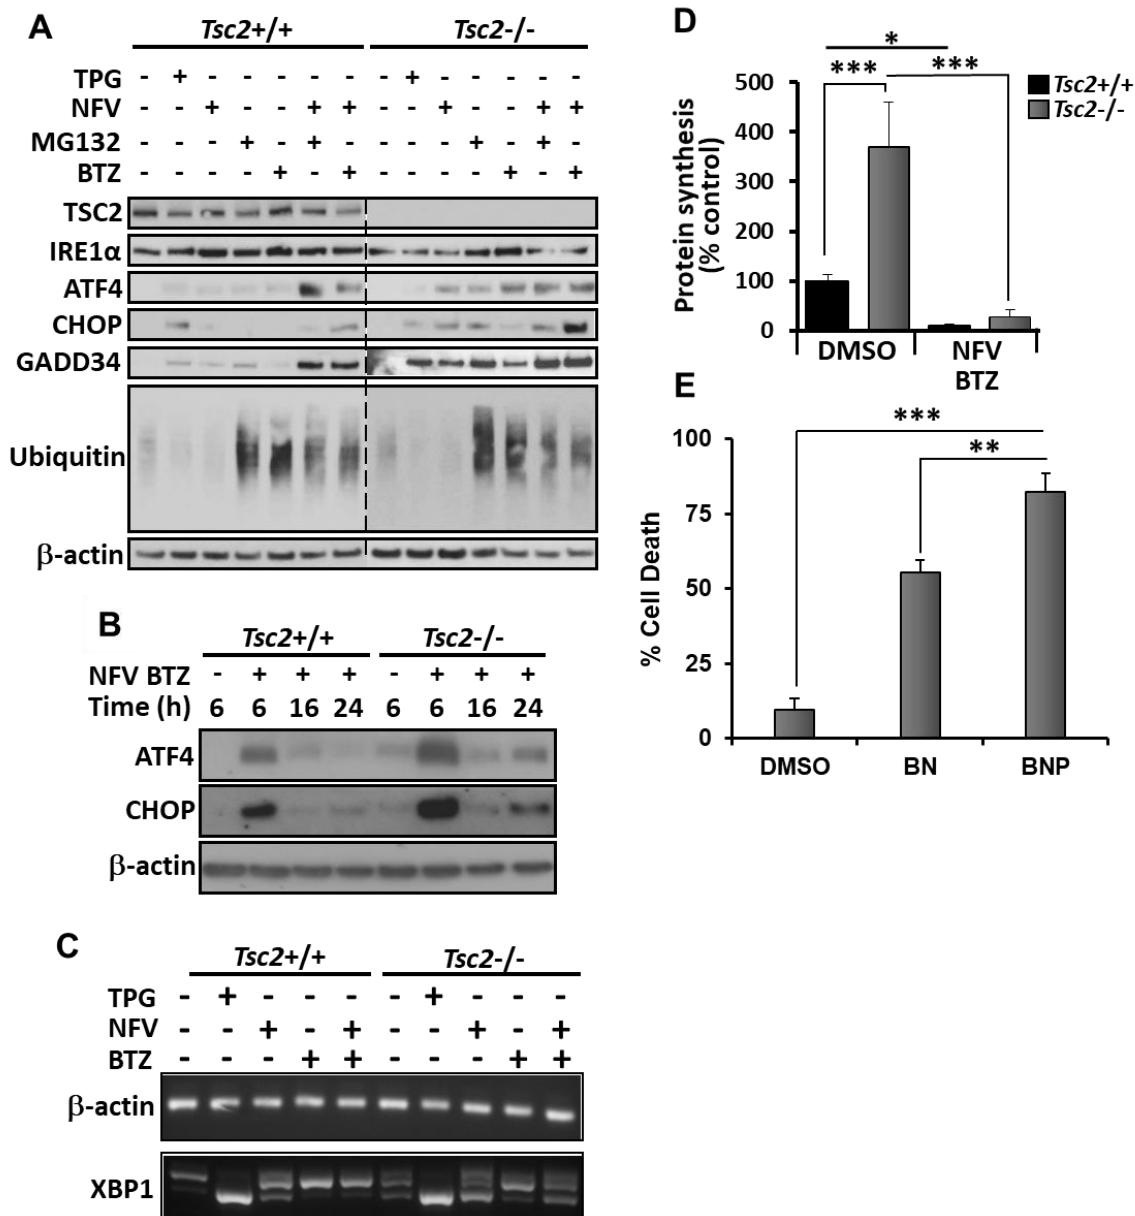 A
Tsc2+/+ Tsc2-/-
TPG - + - - - - - - + - - - - -
NFV - - + - - + + - - + - - + +
MG132 - - - + - + - - - - + - + -
BTZ - - - - + - + - - - - + - +
TSC2
IRE1α
ATF4
CHOP
GADD34
Ubiquitin
β-actin
B
Tsc2+/+ Tsc2-/-
NFV BTZ - + + + - + + +
Time (h) 6 6 16 24 6 6 16 24
ATF4
CHOP
β-actin
C
Tsc2+/+ Tsc2-/-
TPG - + - - - - + - - -
NFV - - + - + - - + - +
BTZ - - - + + - - - + +
β-actin
XBP1
D
*
*** ***
Tsc2+/+
Tsc2-/-
Protein synthesis
(% control)
500
400
300
200
100
0
DMSO NFV
BTZ
E
***
**
% Cell Death
100
75
50
25
0
DMSO BN BNP